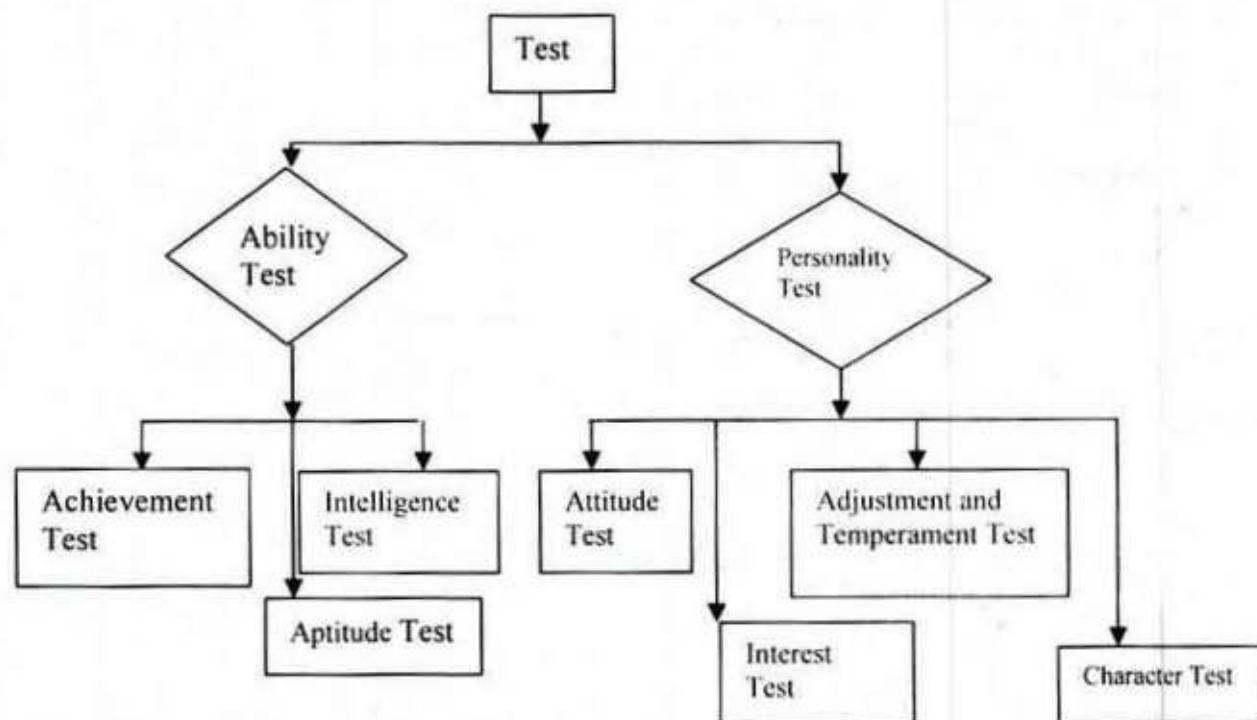 Test
Ability
Test
Personality
Test
Achievement
Test
Intelligence
Test
Attitude
Test
Adjustment and
Temperament Test
Aptitude Test
Interest
Test
Character Test